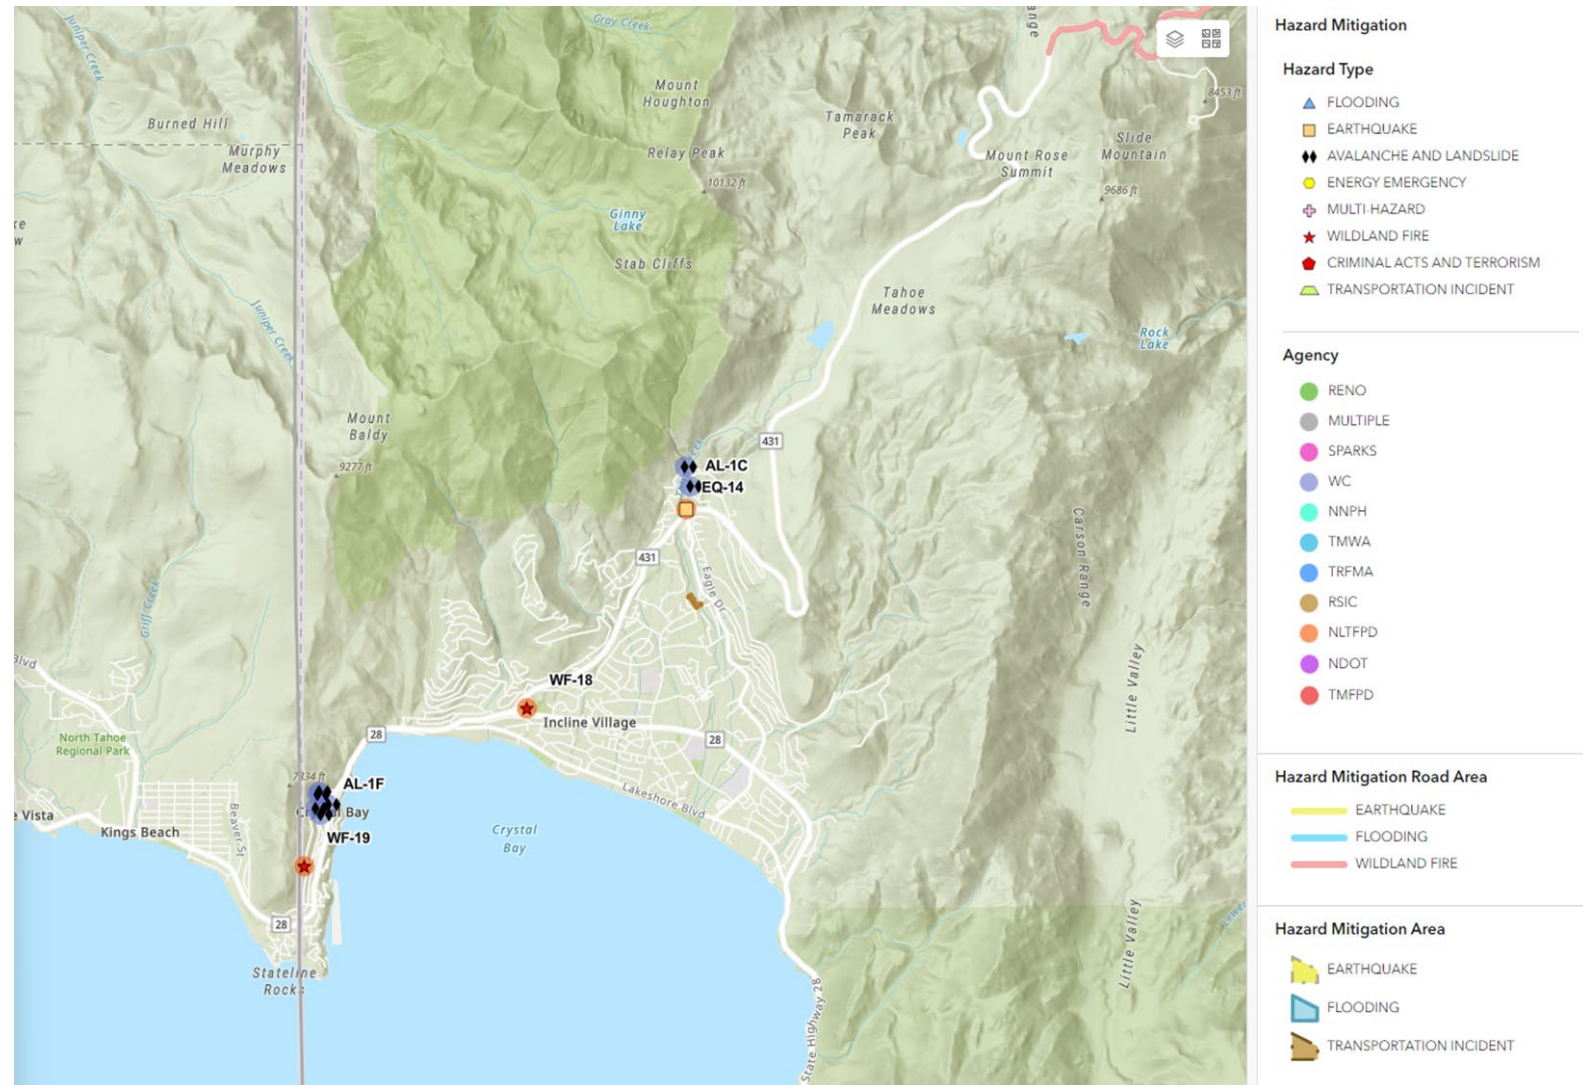 Juniper Creek
Gray Creek
ange
Burned Hill
Murphy
Meadows
Mount
Houghton
Relay Peak
10132 ft
Tamarack
Peak
Mount Rose
Summit
Slide
Mountain
8453 ft
9686 ft
Ginny
Lake
Stab Cliffs
Tahoe
Meadows
Rock
Lake
Juniper Creek
Mount
Baldy
9277 ft
431
AL-1C
EQ-14
431
Eagle Dr
Carson Range
Griff Creek
Little Valley
Blvd
WF-18
Incline Village
28
28
North Tahoe
Regional Park
7334 ft
AL-1F
Bay
WF-19
Lakeshore Blvd
e Vista
Kings Beach
Beaver St
Crystal
Bay
28
Stateline
Rocks
Little Valley
Lower
State Highway 28
Hazard Mitigation
Hazard Type
FLOODING
EARTHQUAKE
AVALANCHE AND LANDSLIDE
ENERGY EMERGENCY
MULTI-HAZARD
WILDLAND FIRE
CRIMINAL ACTS AND TERRORISM
TRANSPORTATION INCIDENT
Agency
RENO
MULTIPLE
SPARKS
WC
NNPH
TMWA
TRFMA
RSIC
NLTFPD
NDOT
TMFPD
Hazard Mitigation Road Area
EARTHQUAKE
FLOODING
WILDLAND FIRE
Hazard Mitigation Area
EARTHQUAKE
FLOODING
TRANSPORTATION INCIDENT